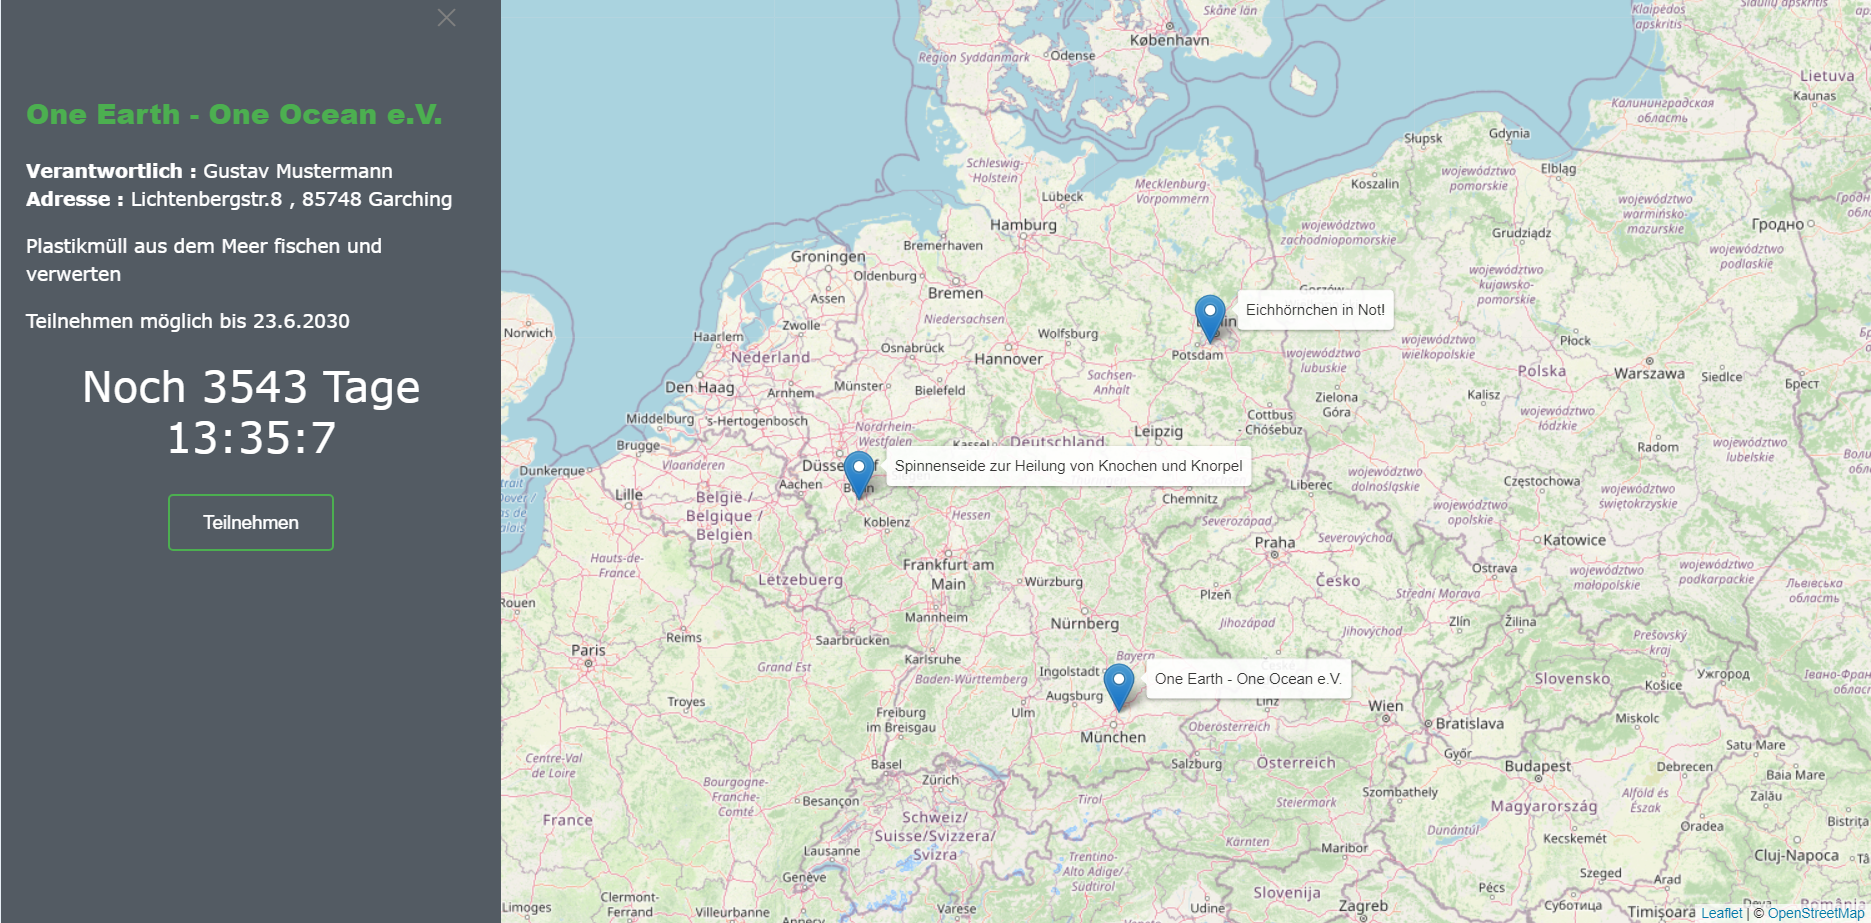 One Earth - One Ocean e.V.
Verantwortlich : Gustav Mustermann
Adresse : Lichtenbergstr.8 , 85748 Garching
Plastikmüll aus dem Meer fischen und
verwerten
Teilnehmen möglich bis 23.6.2030
Noch 3543 Tage
13:35:7
Teilnehmen
Skåne län
Klaipėdos
apskritis
København
Odense
Region Syddanmark
Lietuva
Kaunas
Калининградская
область
Słupsk
Gdynia
Elbląg
Schleswig-
Holstein
Lübeck
Mecklenburg-
Vorpommern
Koszalin
województwo
pomorskie
województwo
warmińsko-
mazurskie
Гродно
Hamburg
Bremerhaven
województwo
zachodniopomorskie
Grudziądz
województwo
podlaskie
Groningen
Oldenburg
Assen
Bremen
województwo
kujawsko-
pomorskie
Eichhörnchen in Not!
Norwich
Zwolle
Niedersachsen
Haarlem
Nederland
Osnabrück
Wolfsburg
Hannover
Potsdam
województwo
lubuskie
województwo
wielkopolskie
Płock
Polska
Warszawa
Siedlce
Брест
Den Haag
Arnhem
Münster
Bielefeld
Sachsen-
Anhalt
Zielona
Góra
Kalisz
Middelburg
's-Hertogenbosch
Cottbus
- Chóśebuz
województwo
łódzkie
Brugge
Nordrhein-
Westfalen
Kassel
Deutschland
Leipzig
Radom
województwo
lubelskie
Dunkerque
Vlaanderen
Aachen
Spinnenseide zur Heilung von Knochen und Knorpel
Lille
België /
Belgique /
Belgien
Chemnitz
Liberec
województwo
dolnośląskie
Częstochowa
województwo
świętokrzyskie
Koblenz
Hessen
Severozápad
województwo
opolskie
Praha
Severovýchod
Katowice
Hauts-de-
France
Frankfurt am
Main
Würzburg
Ostrava
województwo
małopolskie
województwo
podkarpackie
Львівська
область
Lëtzebuerg
Česko
Plzeň
Střední Morava
Rouen
Mannheim
Nürnberg
Jihozápad
Jihovýchod
Zlín
Žilina
Prešovský
kraj
Reims
Saarbrücken
Paris
Karlsruhe
Grand Est
Baden-Württemberg
Ingolstadt
Bayern
One Earth - One Ocean e.V.
Slovensko
Košice
Ужгород
Augsburg
Linz
Troyes
Freiburg
im Breisgau
Ulm
Wien
Bratislava
Miskolc
München
Oberösterreich
Satu Mare
Centre-Val
de Loire
Basel
Salzburg
Österreich
Győr
Budapest
Debrecen
Baia Mare
Zürich
Bourgogne-
Franche-
Comté
Besançon
Tirol
Steiermark
Szombathely
Magyarország
Alföld és
Észak
Zalău
France
Schweiz/
Suisse/Svizzera/
Svizra
Dunántúl
Oradea
Kärnten
Maribor
Kecskemét
Lausanne
Trentino-
Alto Adige/
Südtirol
Cluj-Napoca
Genève
Szeged
Arad
Clermont-
Ferrand
Slovenija
Pécs
Limoges
Villeurbanne
Varese
Udine
Zagreb
Суботица
Timișoara
Deva
Leaflet | © OpenStreetMap